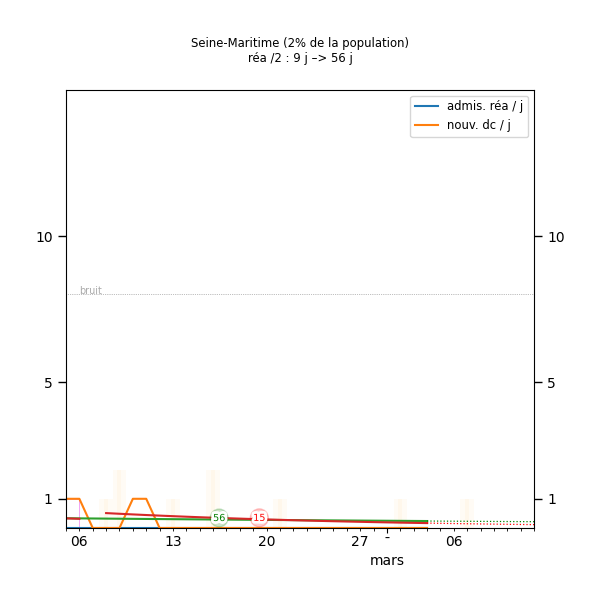 Seine-Maritime (2% de la population)
réa /2 : 9 j –> 56 j
admis. réa / j
nouv. dc / j
10
10
bruit
5
5
1
1
56
15
06
13
20
27
-
06
mars